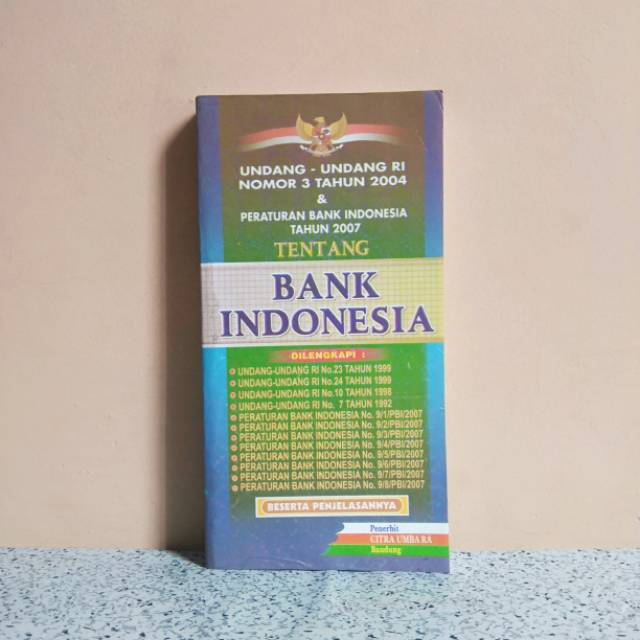 UNDANG - UNDANG RI
NOMOR 3 TAHUN 2004
&
PERATURAN BANK INDONESIA
TAHUN 2007
TENTANG
BANK
INDONESIA
DILENGKAPI :
UNDANG-UNDANG RI No.23 TAHUN 1999
UNDANG-UNDANG RI No.24 TAHUN 1999
UNDANG-UNDANG RI No.10 TAHUN 1998
UNDANG-UNDANG RI No. 7 TAHUN 1992
PERATURAN BANK INDONESIA No. 9/1/PBI/2007
PERATURAN BANK INDONESIA No. 9/2/PBI/2007
PERATURAN BANK INDONESIA No. 9/3/PBI/2007
PERATURAN BANK INDONESIA No. 9/4/PBI/2007
PERATURAN BANK INDONESIA No. 9/5/PBI/2007
PERATURAN BANK INDONESIA No. 9/6/PBI/2007
PERATURAN BANK INDONESIA No. 9/7/PBI/2007
PERATURAN BANK INDONESIA No. 9/8/PBI/2007
BESERTA PENJELASANNYA
Penerbit
CITRA UMBARA
Bandung